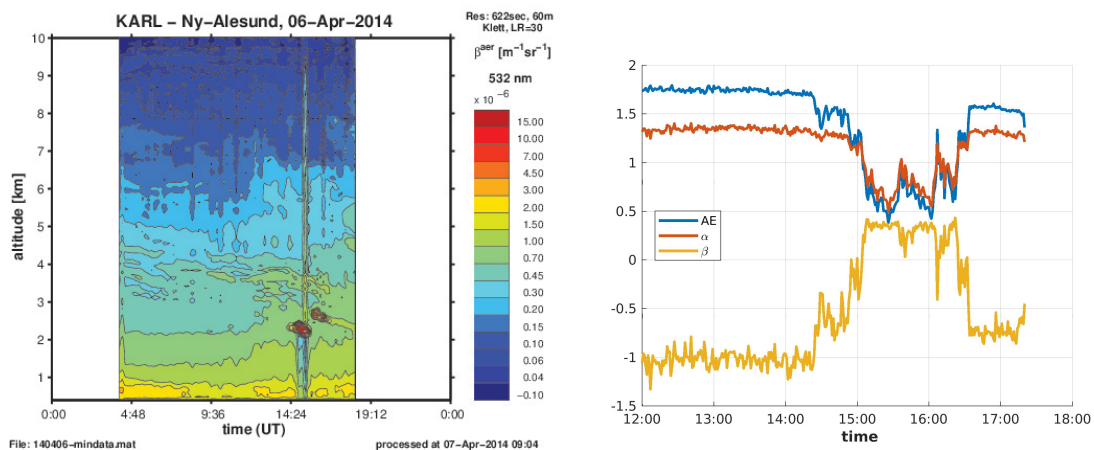 KARL − Ny−Alesund, 06−Apr−2014
Res: 622sec, 60m
Klett, LR=30
β^aer [m^−1sr^−1]
532 nm
x 10^−6
15.00
10.00
7.00
4.50
3.00
2.00
1.50
1.00
0.70
0.45
0.30
0.20
0.15
0.10
0.06
0.04
−0.10
altitude [km]
10
9
8
7
6
5
4
3
2
1
0:00 4:48 9:36 14:24 19:12 0:00
time (UT)
File: 140406−mindata.mat processed at 07−Apr−2014 09:04
2
1.5
1
0.5
0
-0.5
-1
-1.5
AE
α
β
12:00 13:00 14:00 15:00 16:00 17:00 18:00
time